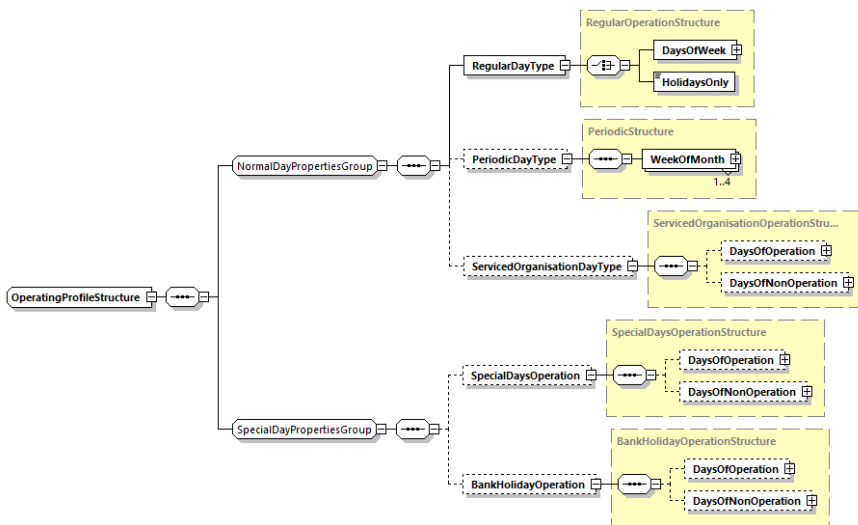 RegularOperationStructure
RegularDayType
DaysOfWeek
HolidaysOnly
PeriodicStructure
NormalDayPropertiesGroup
PeriodicDayType
WeekOfMonth
1..4
ServicedOrganisationOperationStru...
ServicedOrganisationDayType
DaysOfOperation
DaysOfNonOperation
OperatingProfileStructure
SpecialDaysOperationStructure
SpecialDaysOperation
DaysOfOperation
DaysOfNonOperation
SpecialDayPropertiesGroup
BankHolidayOperationStructure
BankHolidayOperation
DaysOfOperation
DaysOfNonOperation